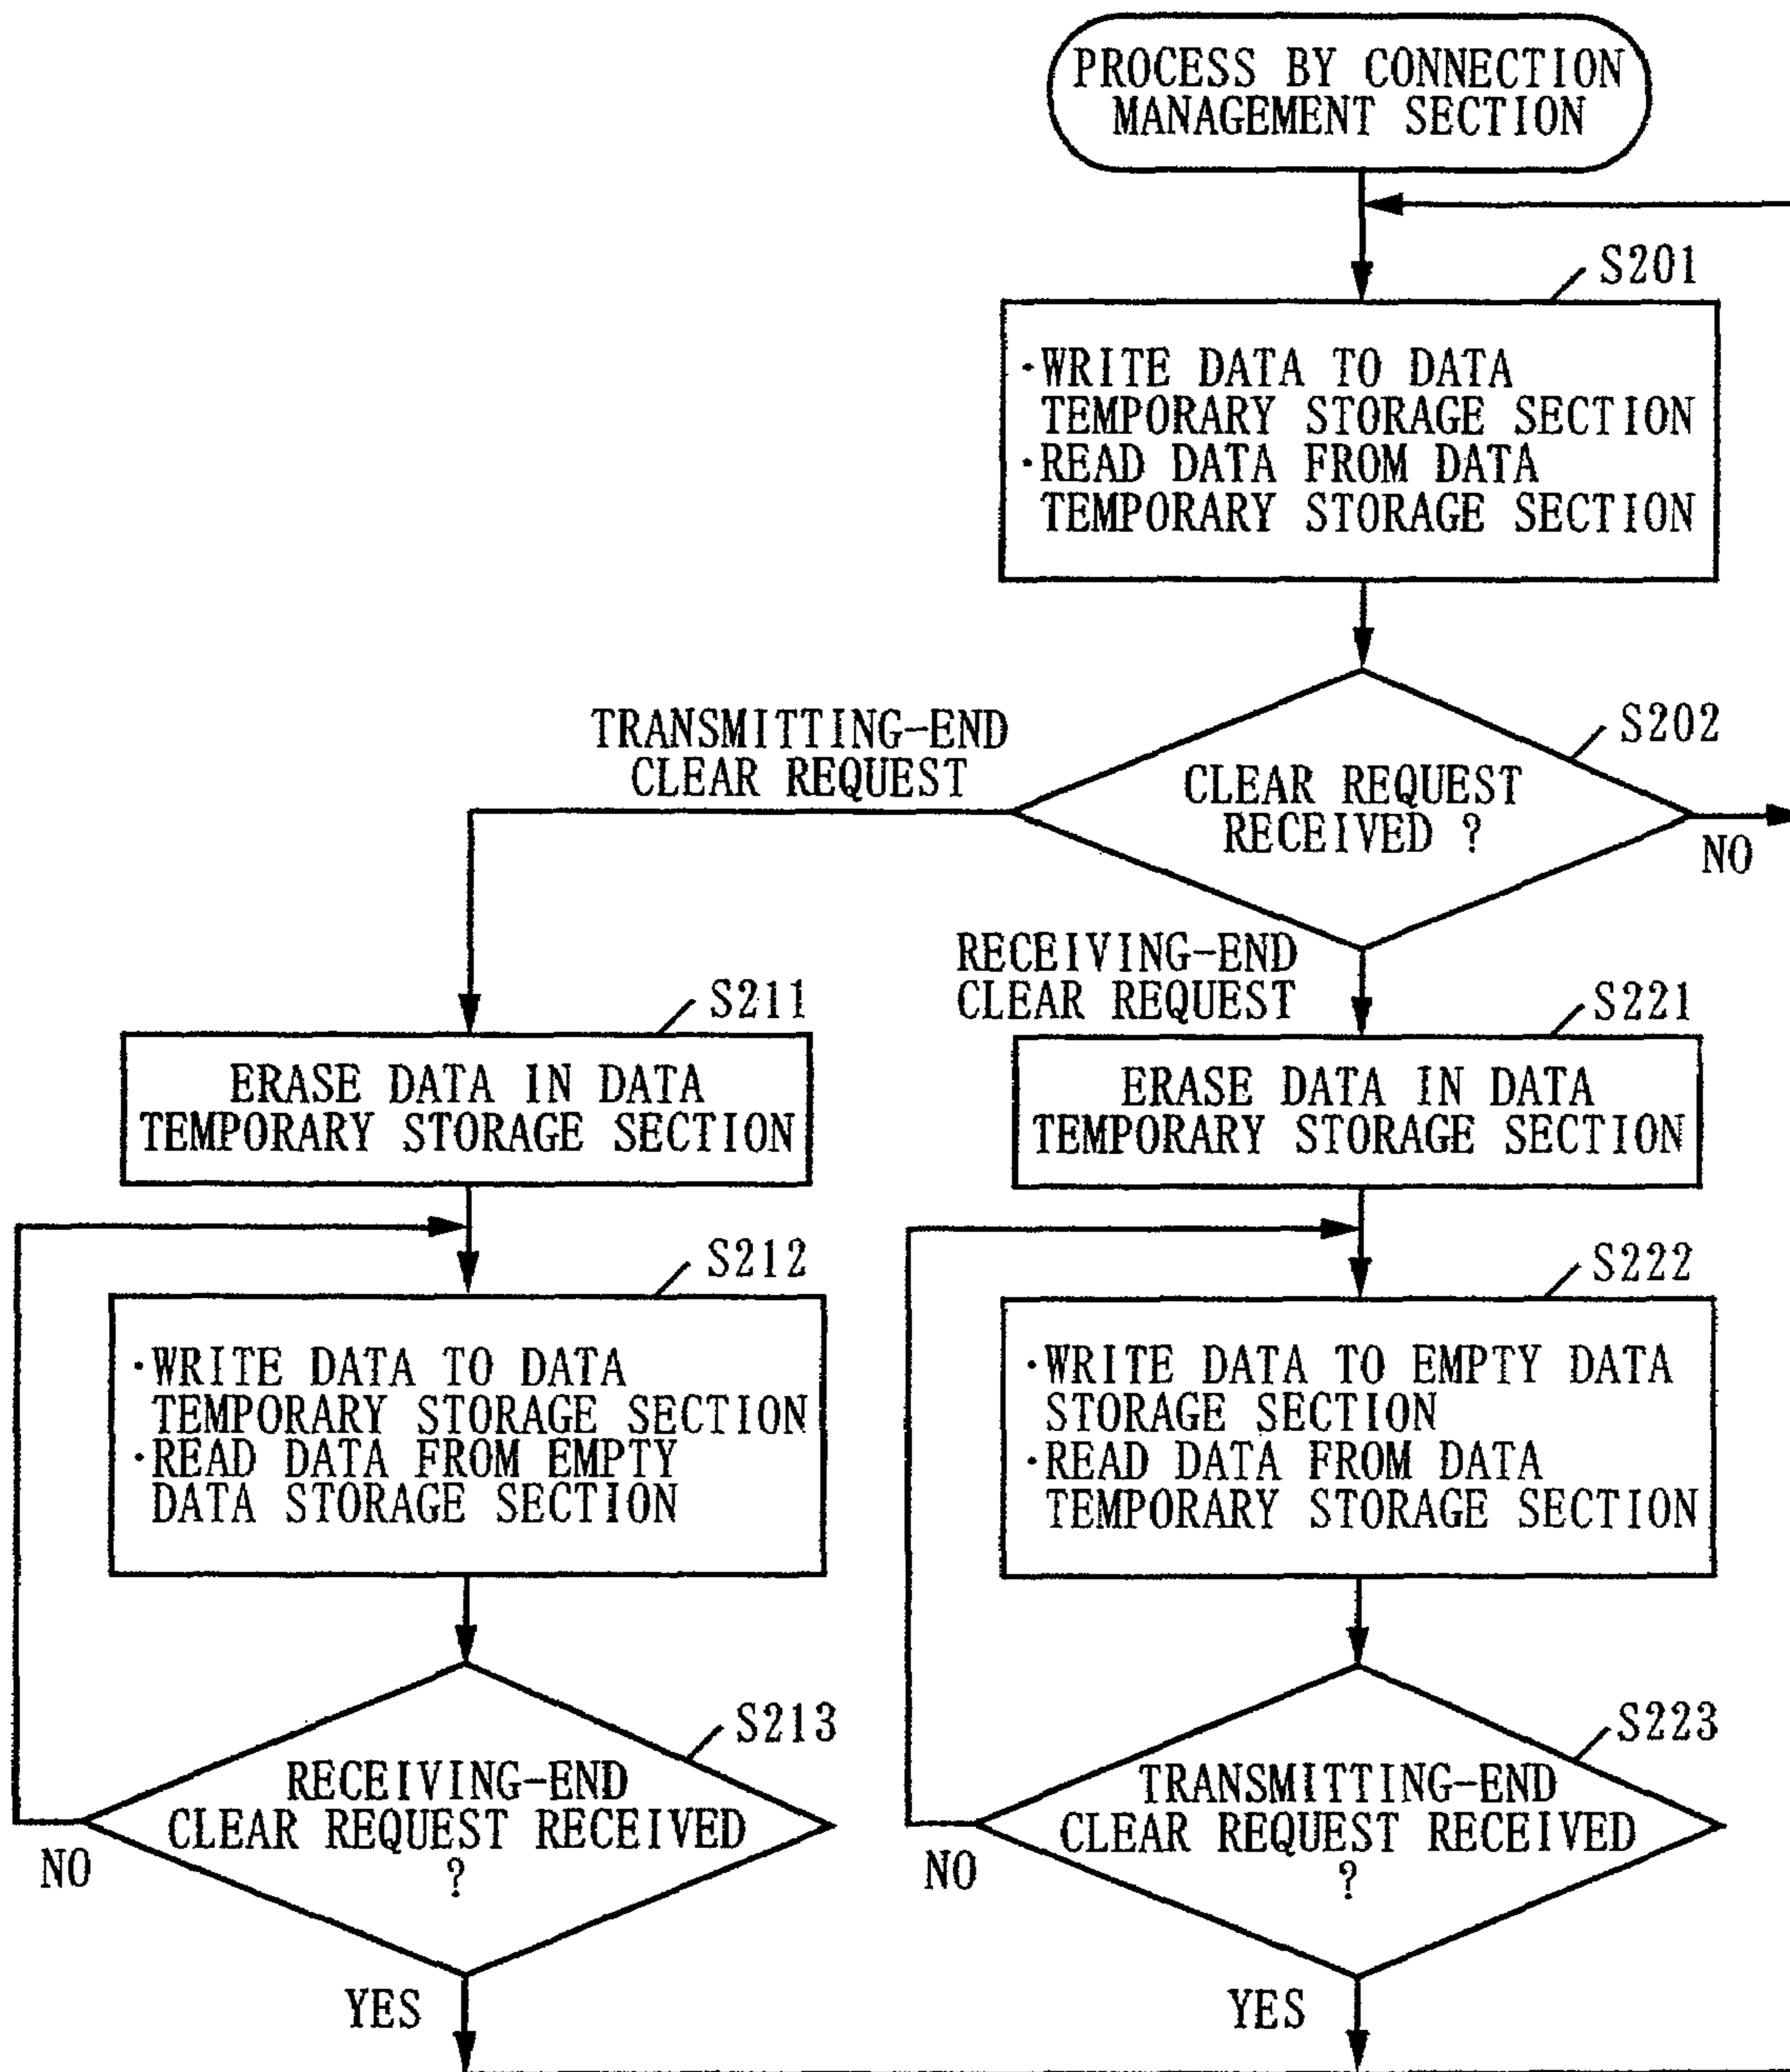 PROCESS BY CONNECTION
MANAGEMENT SECTION
S201
·WRITE DATA TO DATA
TEMPORARY STORAGE SECTION
·READ DATA FROM DATA
TEMPORARY STORAGE SECTION
S202
TRANSMITTING-END
CLEAR REQUEST
CLEAR REQUEST
RECEIVED ?
NO
RECEIVING-END
CLEAR REQUEST
S211
ERASE DATA IN DATA
TEMPORARY STORAGE SECTION
S221
ERASE DATA IN DATA
TEMPORARY STORAGE SECTION
S212
·WRITE DATA TO DATA
TEMPORARY STORAGE SECTION
·READ DATA FROM EMPTY
DATA STORAGE SECTION
S222
·WRITE DATA TO EMPTY DATA
STORAGE SECTION
·READ DATA FROM DATA
TEMPORARY STORAGE SECTION
S213
RECEIVING-END
CLEAR REQUEST RECEIVED
?
NO
YES
S223
TRANSMITTING-END
CLEAR REQUEST RECEIVED
?
NO
YES